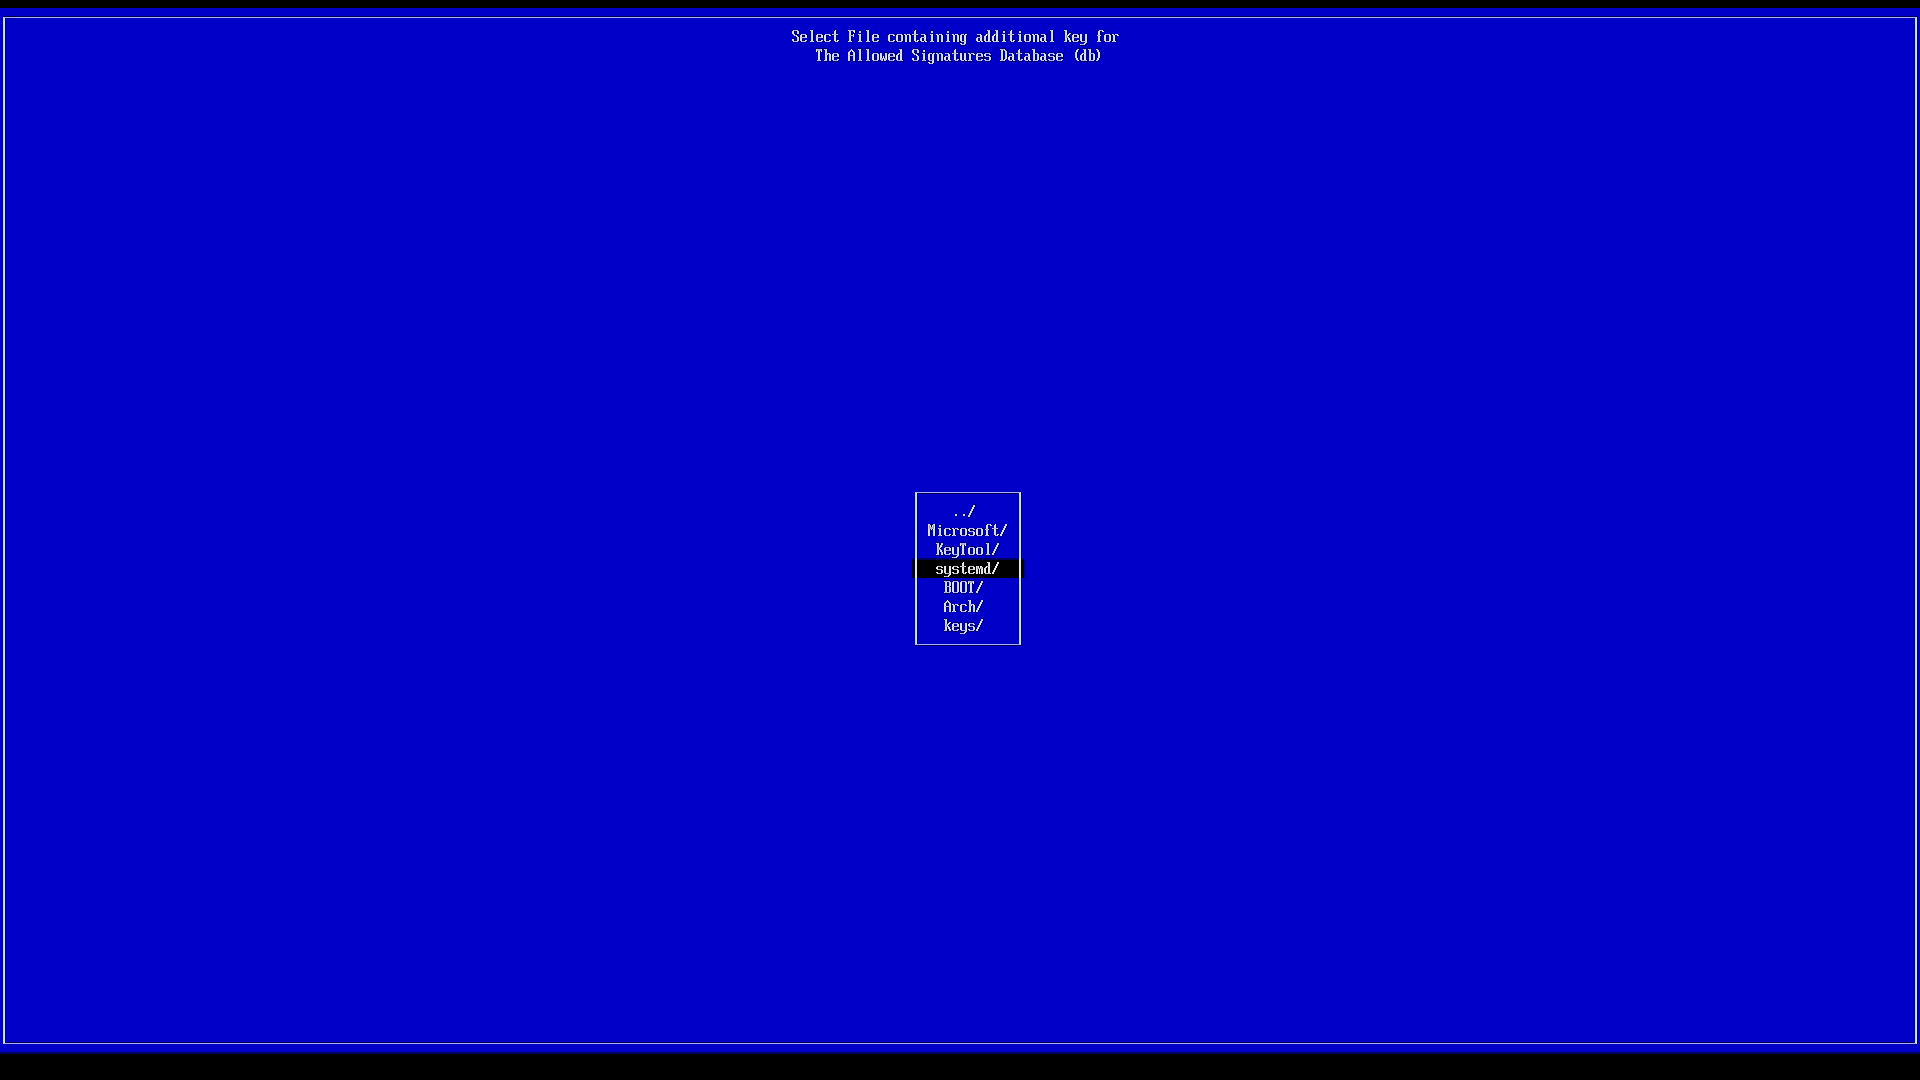 Select File containing additional key for
The Allowed Signatures Database (db)
../
Microsoft/
KeyTool/
systemd/
BOOT/
Arch/
keys/